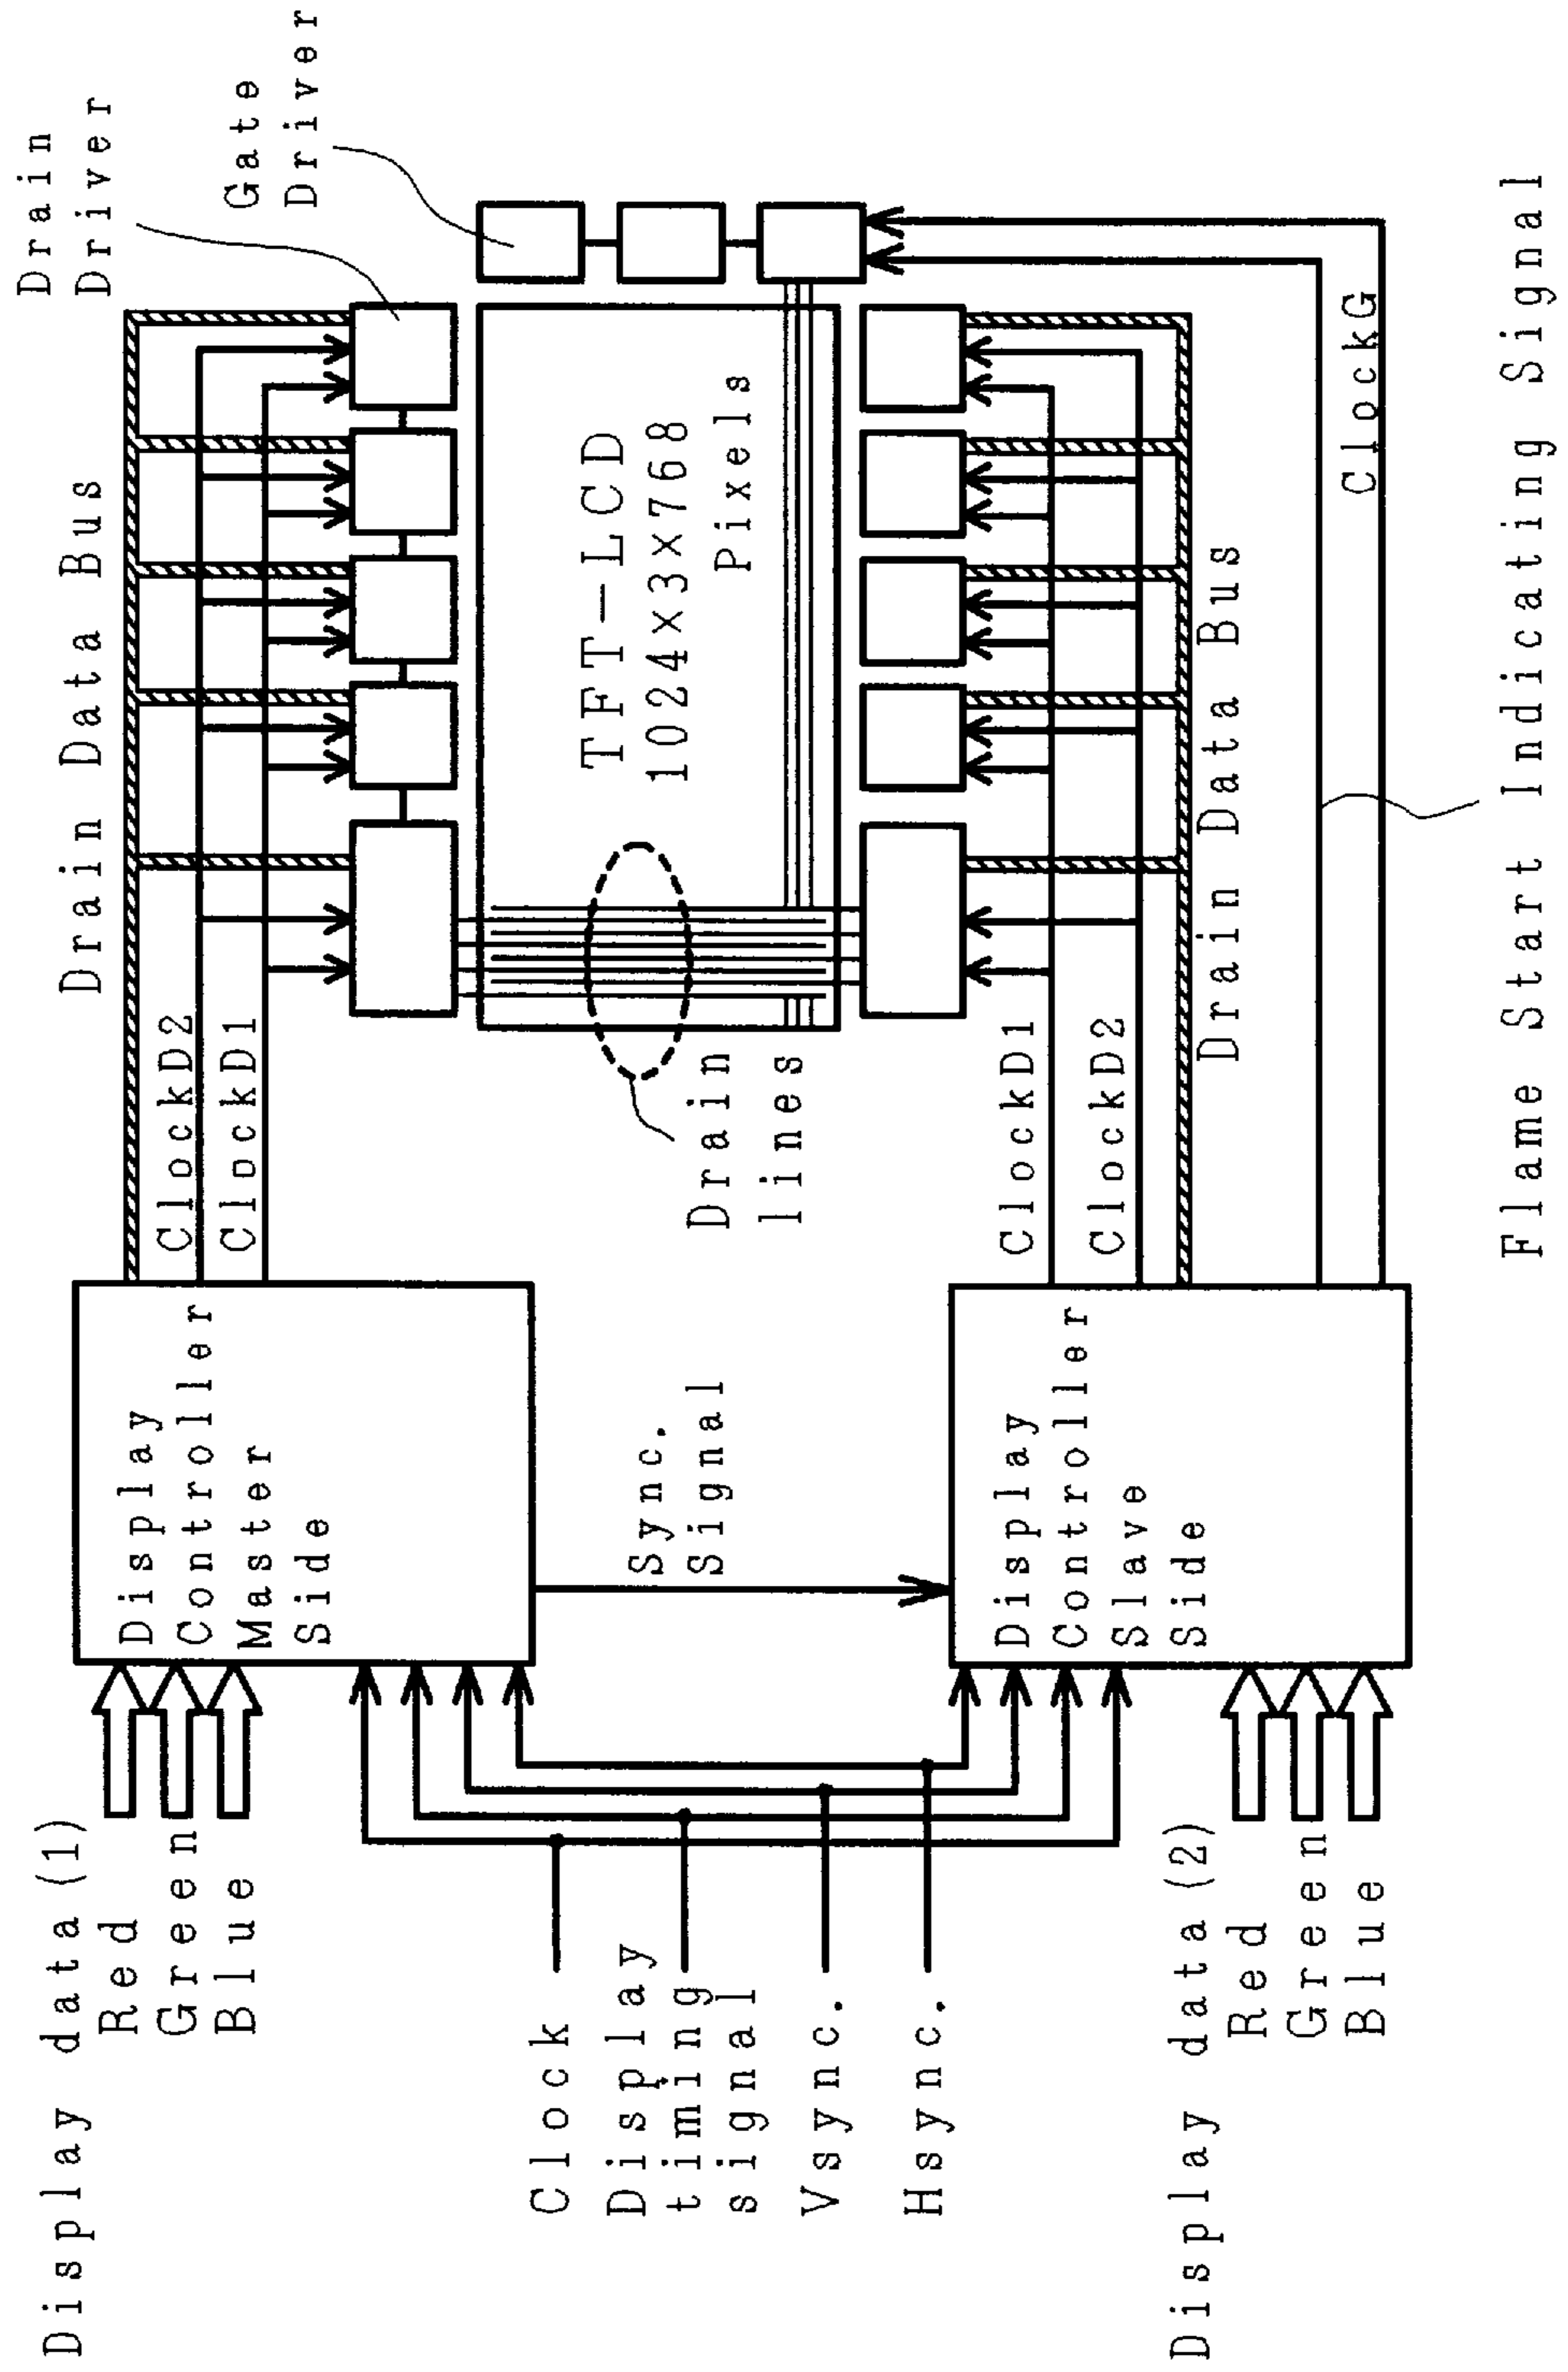 Drain
Driver
Gate
Driver
Drain Data Bus
ClockD2
ClockD1
Display data(1)
Red
Green
Blue
Display
Controller
Master
Side
TFT-LCD
1024×3×768
Pixels
Drain
lines
Sync.
Signal
Clock
Display
timing
signal
Vsync.
Hsync.
Display
Controller
Slave
Side
ClockD1
ClockD2
Drain Data Bus
Display data(2)
Red
Green
Blue
ClockG
Flame Start Indicating Signal